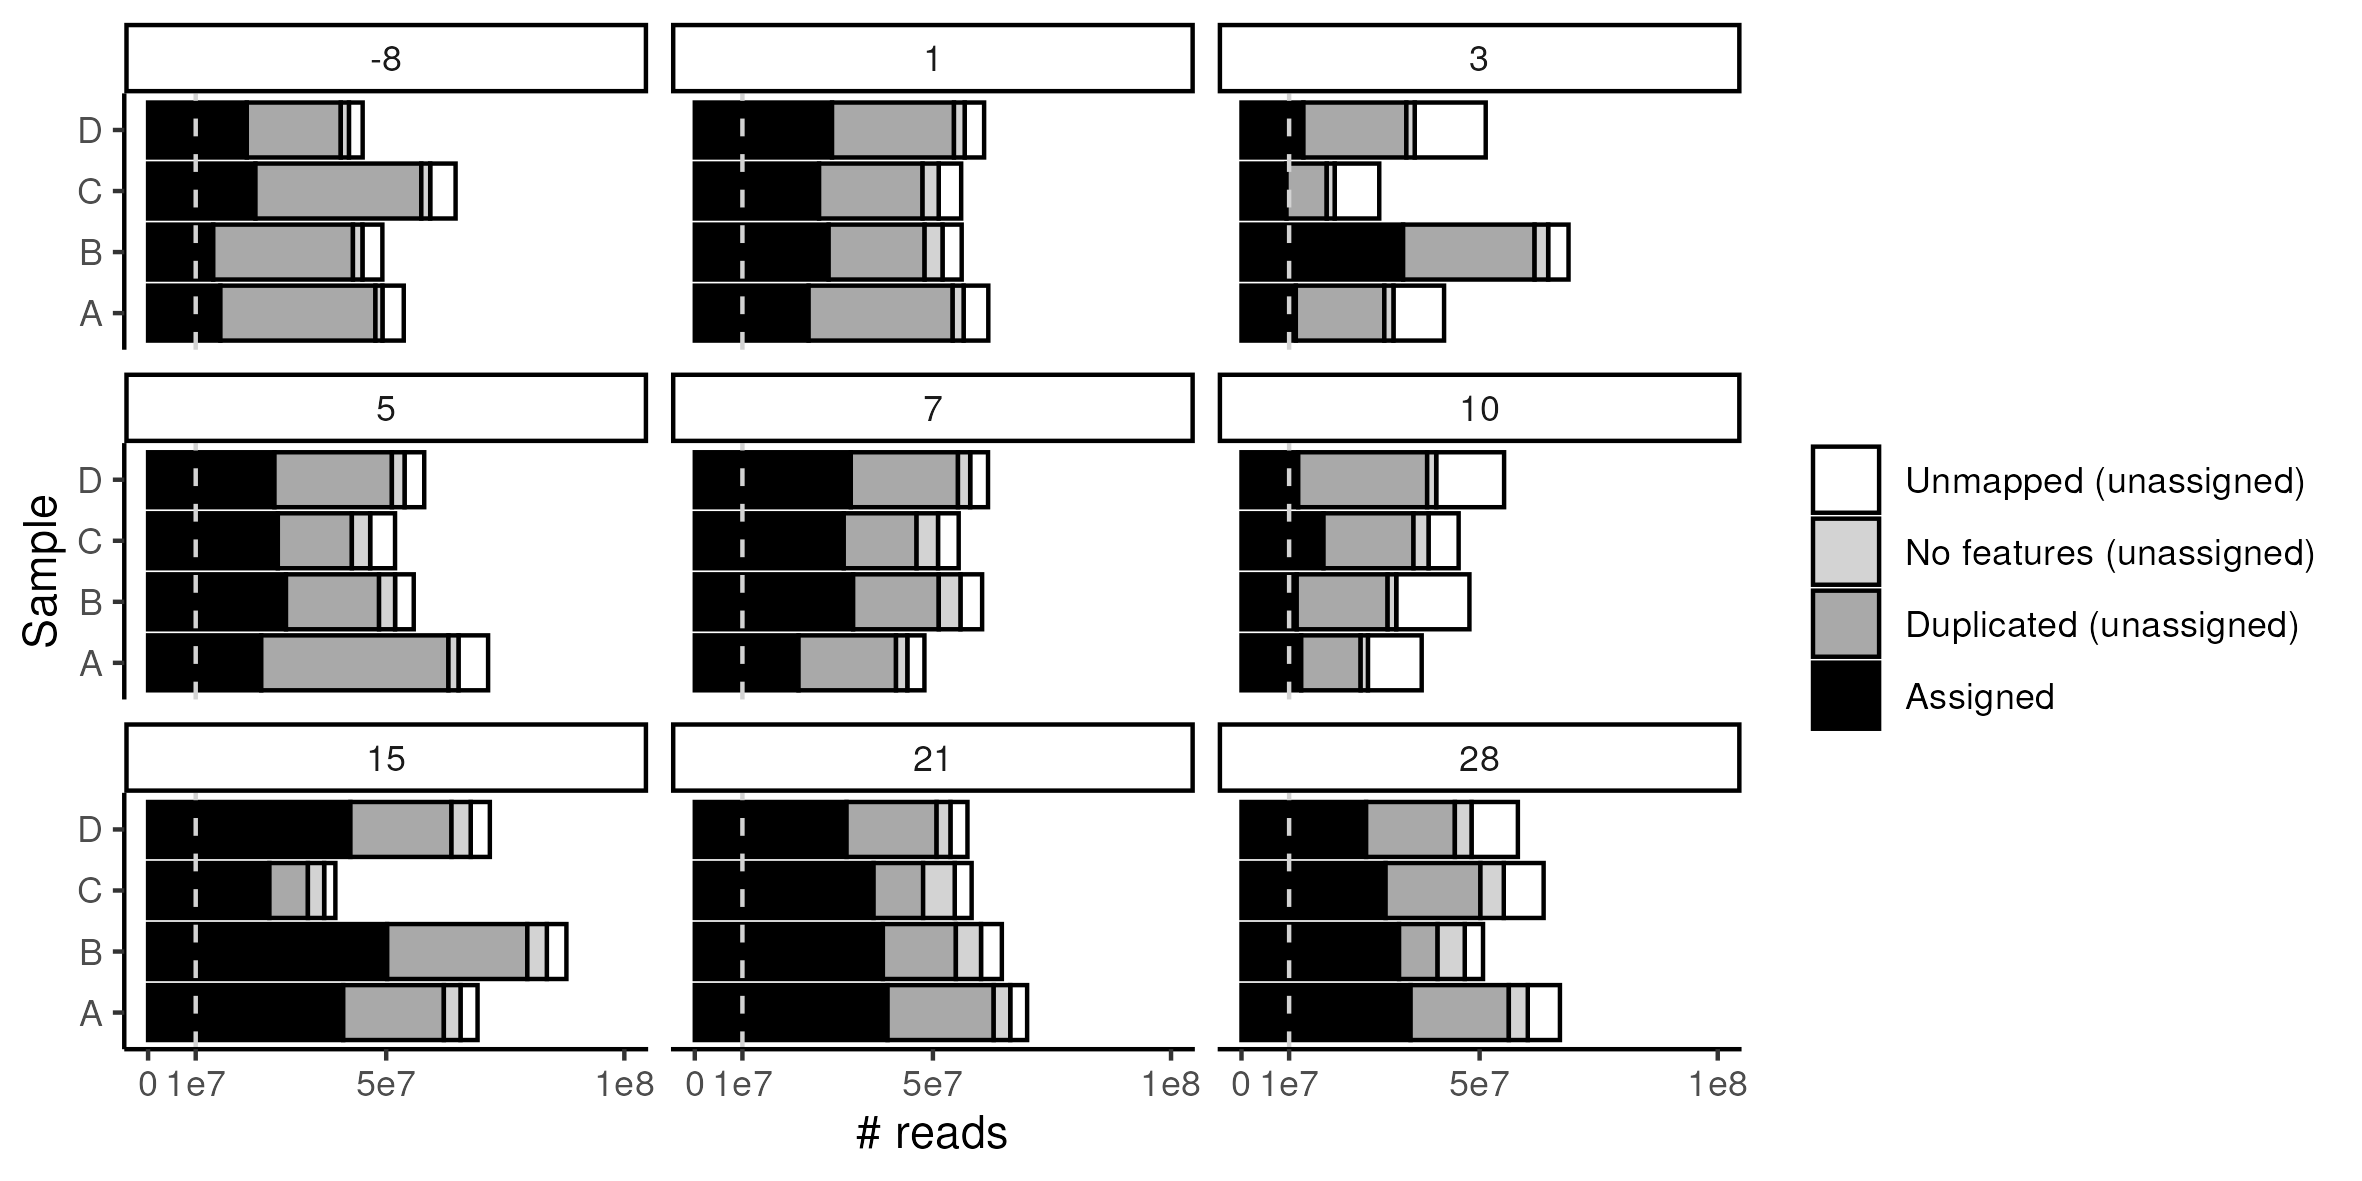 -8 1 3
D
C
B
A
5 7 10
D
C
B
A
15 21 28
D
C
B
A
0 1e7 5e7 1e8 0 1e7 5e7 1e8 0 1e7 5e7 1e8
# reads
Sample
Unmapped (unassigned)
No features (unassigned)
Duplicated (unassigned)
Assigned